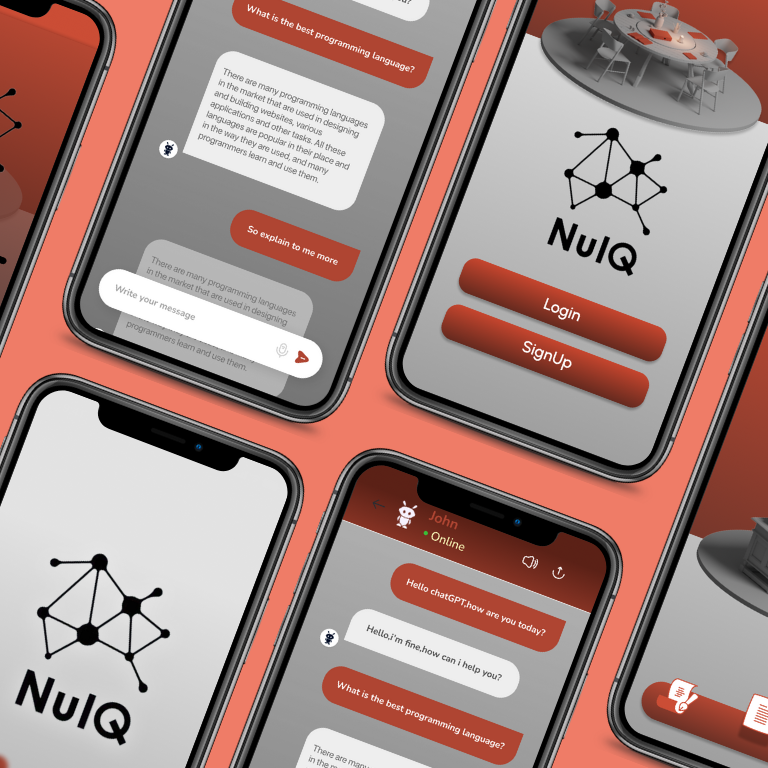 What is the best programming language?
There are many programming languages
in the market that are used in designing
and building websites, various
applications and other tasks. All these
languages are popular in their place and
in the way they are used, and many
programmers learn and use them.
So explain to me more
There are many programming languages
in the market that are used in designing
Write your message
programmers learn and use them.
NulQ
Login
SignUp
NulQ
John
Online
Hello chatGPT,how are you today?
Hello,i'm fine,how can i help you?
What is the best programming language?
There are many
in the